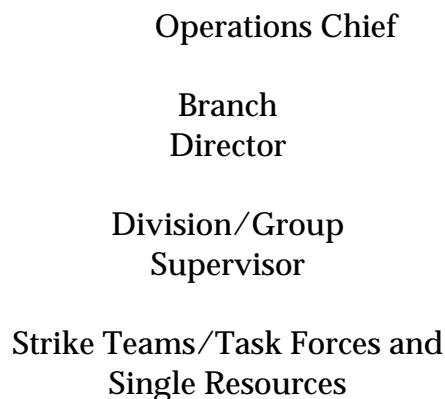 Operations Chief
Branch
Director
Division/Group
Supervisor
Strike Teams/Task Forces and
Single Resources